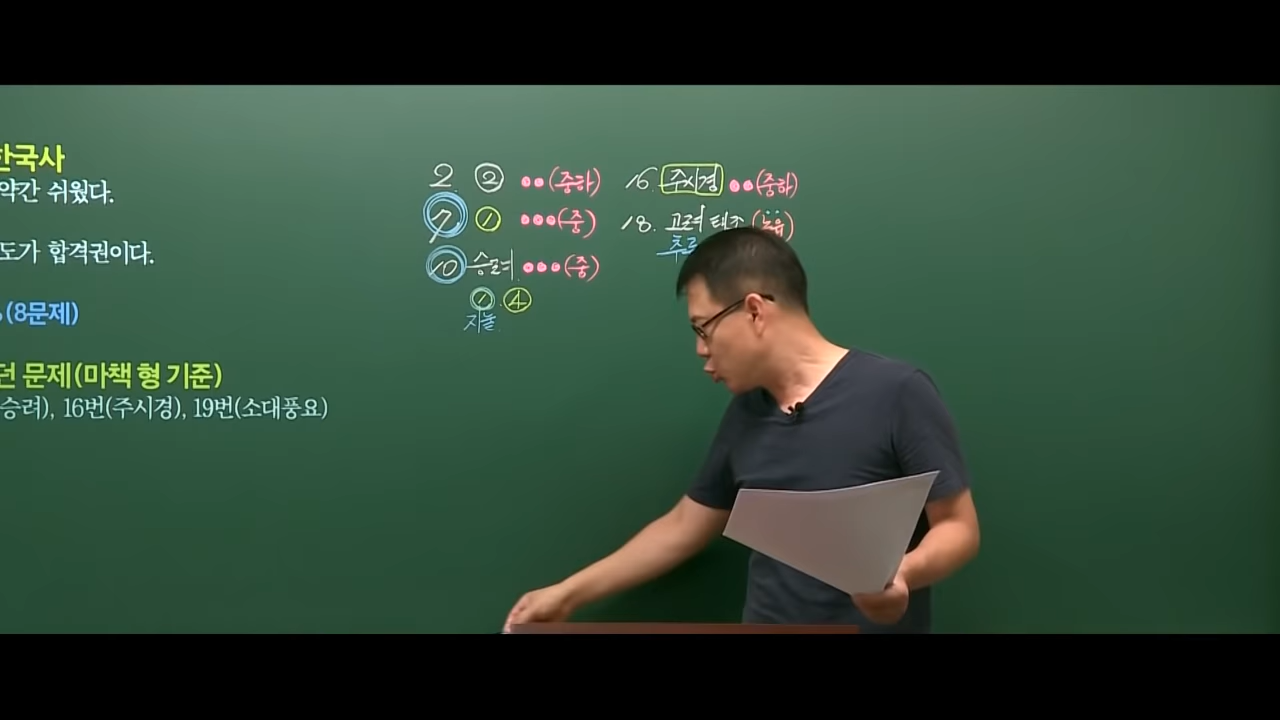 한국사
약간 쉬웠다.
도가 합격권이다.
(8문제)
던 문제(마책 형 기준)
승려), 16번(주시경), 19번(소대풍요)
2 ② ●●(중하)
7 ① ●●●(중)
10 승려 ●●●(중)
① ④
지눌
16. 주시경 ●●(중하)
18. 고려 태조